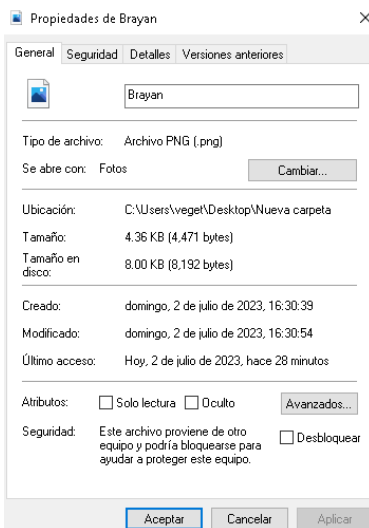 Propiedades de Brayan
General Seguridad Detalles Versiones anteriores
Brayan
Tipo de archivo: Archivo PNG (.png)
Se abre con: Fotos Cambiar...
Ubicación: C:\Users\veget\Desktop\Nueva carpeta
Tamaño: 4.36 KB (4,471 bytes)
Tamaño en
disco: 8.00 KB (8,192 bytes)
Creado: domingo, 2 de julio de 2023, 16:30:39
Modificado: domingo, 2 de julio de 2023, 16:30:54
Último acceso: Hoy, 2 de julio de 2023, hace 28 minutos
Atributos: Solo lectura Oculto Avanzados...
Seguridad: Este archivo proviene de otro
equipo y podría bloquearse para
ayudar a proteger este equipo.
Desbloquear
Aceptar Cancelar Aplicar